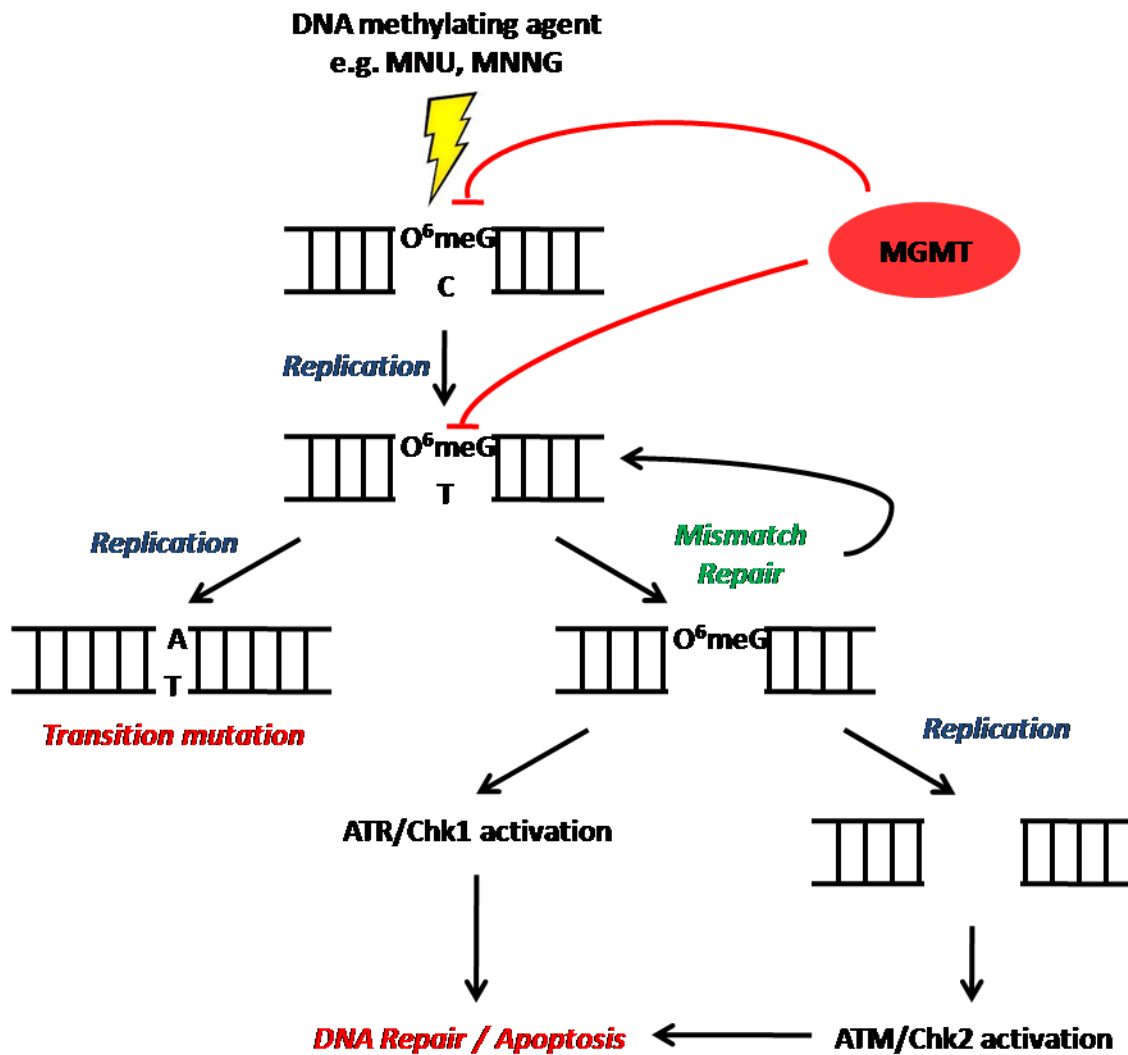 DNA methylating agent
e.g. MNU, MNNG
O⁶meG
C
MGMT
Replication
O⁶meG
T
Replication
Mismatch
Repair
A
T
O⁶meG
Transition mutation
Replication
ATR/Chk1 activation
DNA Repair / Apoptosis
ATM/Chk2 activation